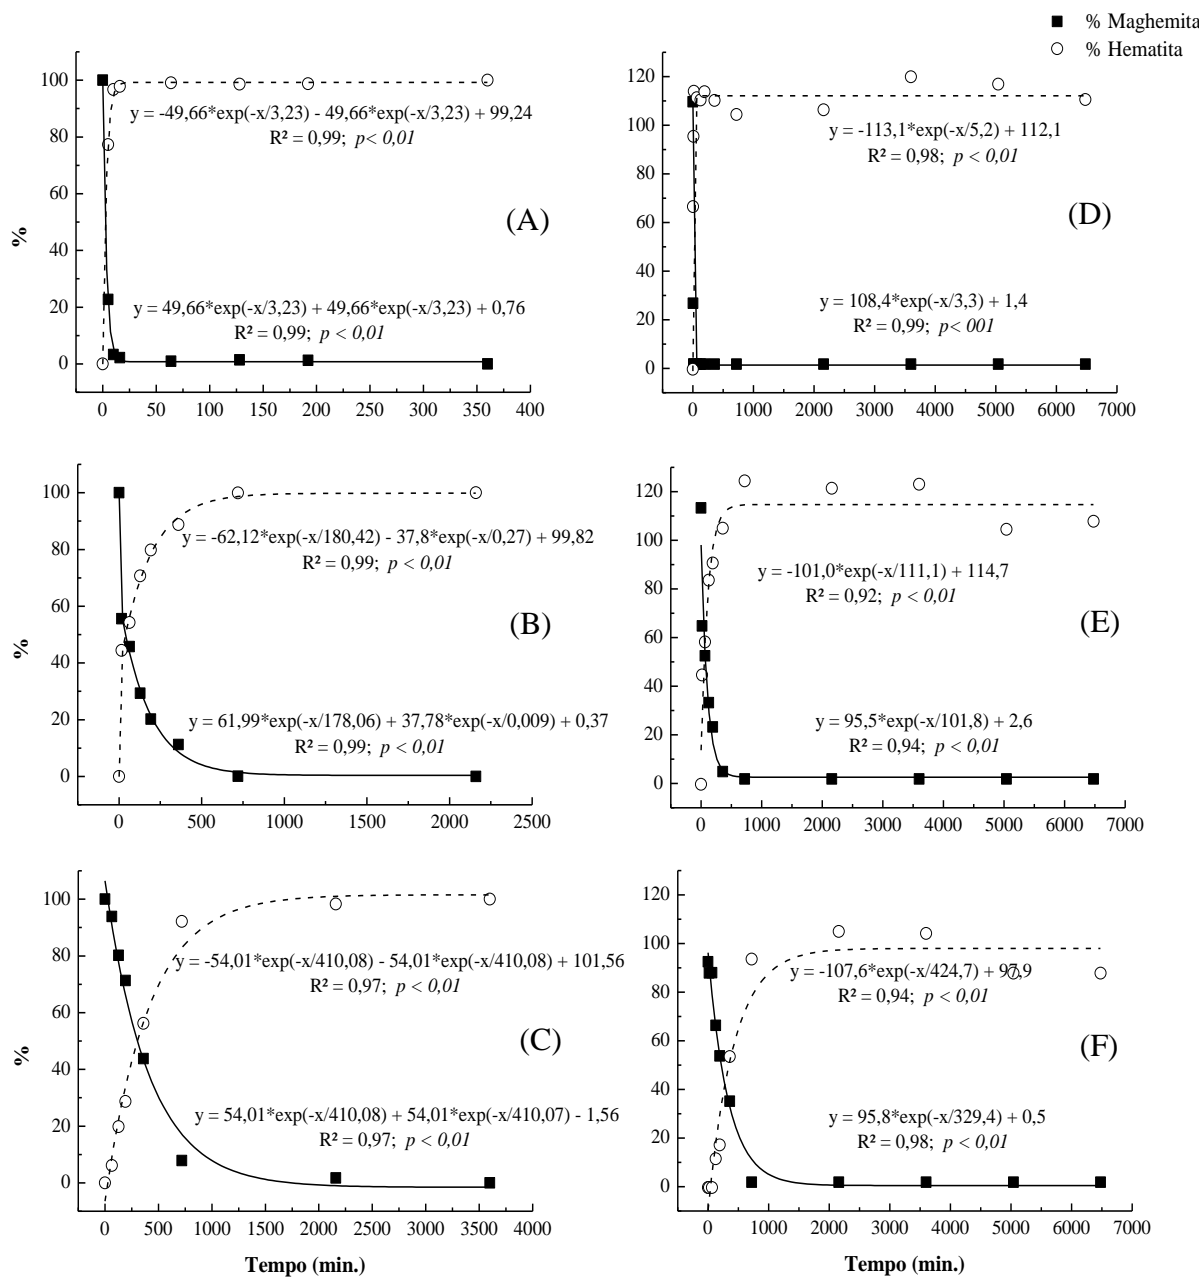 % Maghemita
% Hematita
100
80
60
40
20
0
%
y = -49,66*exp(-x/3,23) - 49,66*exp(-x/3,23) + 99,24
R² = 0,99; p< 0,01
(A)
y = 49,66*exp(-x/3,23) + 49,66*exp(-x/3,23) + 0,76
R² = 0,99; p < 0,01
0 50 100 150 200 250 300 350 400
120
100
80
60
40
20
0
y = -113,1*exp(-x/5,2) + 112,1
R² = 0,98; p < 0,01
(D)
y = 108,4*exp(-x/3,3) + 1,4
R² = 0,99; p< 001
0 1000 2000 3000 4000 5000 6000 7000
100
80
60
40
20
0
%
y = -62,12*exp(-x/180,42) - 37,8*exp(-x/0,27) + 99,82
R² = 0,99; p < 0,01
(B)
y = 61,99*exp(-x/178,06) + 37,78*exp(-x/0,009) + 0,37
R² = 0,99; p < 0,01
0 500 1000 1500 2000 2500
120
100
80
60
40
20
0
y = -101,0*exp(-x/111,1) + 114,7
R² = 0,92; p < 0,01
(E)
y = 95,5*exp(-x/101,8) + 2,6
R² = 0,94; p < 0,01
0 1000 2000 3000 4000 5000 6000 7000
100
80
60
40
20
0
%
y = -54,01*exp(-x/410,08) - 54,01*exp(-x/410,08) + 101,56
R² = 0,97; p < 0,01
(C)
y = 54,01*exp(-x/410,08) + 54,01*exp(-x/410,07) - 1,56
R² = 0,97; p < 0,01
0 500 1000 1500 2000 2500 3000 3500 4000
Tempo (min.)
120
100
80
60
40
20
0
y = -107,6*exp(-x/424,7) + 97,9
R² = 0,94; p < 0,01
(F)
y = 95,8*exp(-x/329,4) + 0,5
R² = 0,98; p < 0,01
0 1000 2000 3000 4000 5000 6000 7000
Tempo (min.)